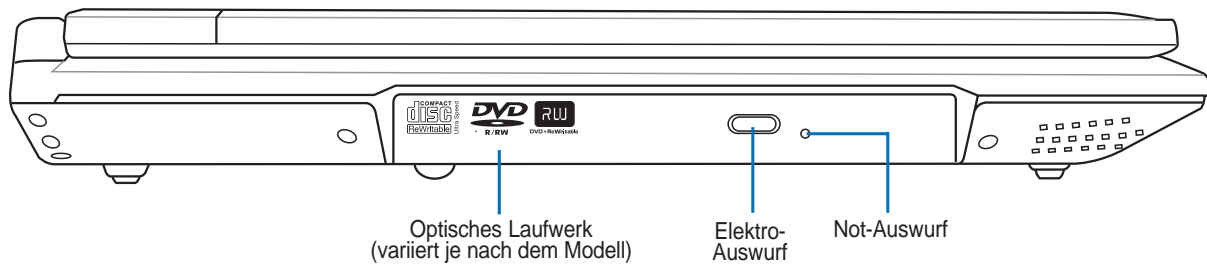 COMPACT
disc
ReWritable
Ultra Speed
DVD
R/RW
RW
DVD+ReWritable
Optisches Laufwerk
(variiert je nach dem Modell)
Elektro-
Auswurf
Not-Auswurf